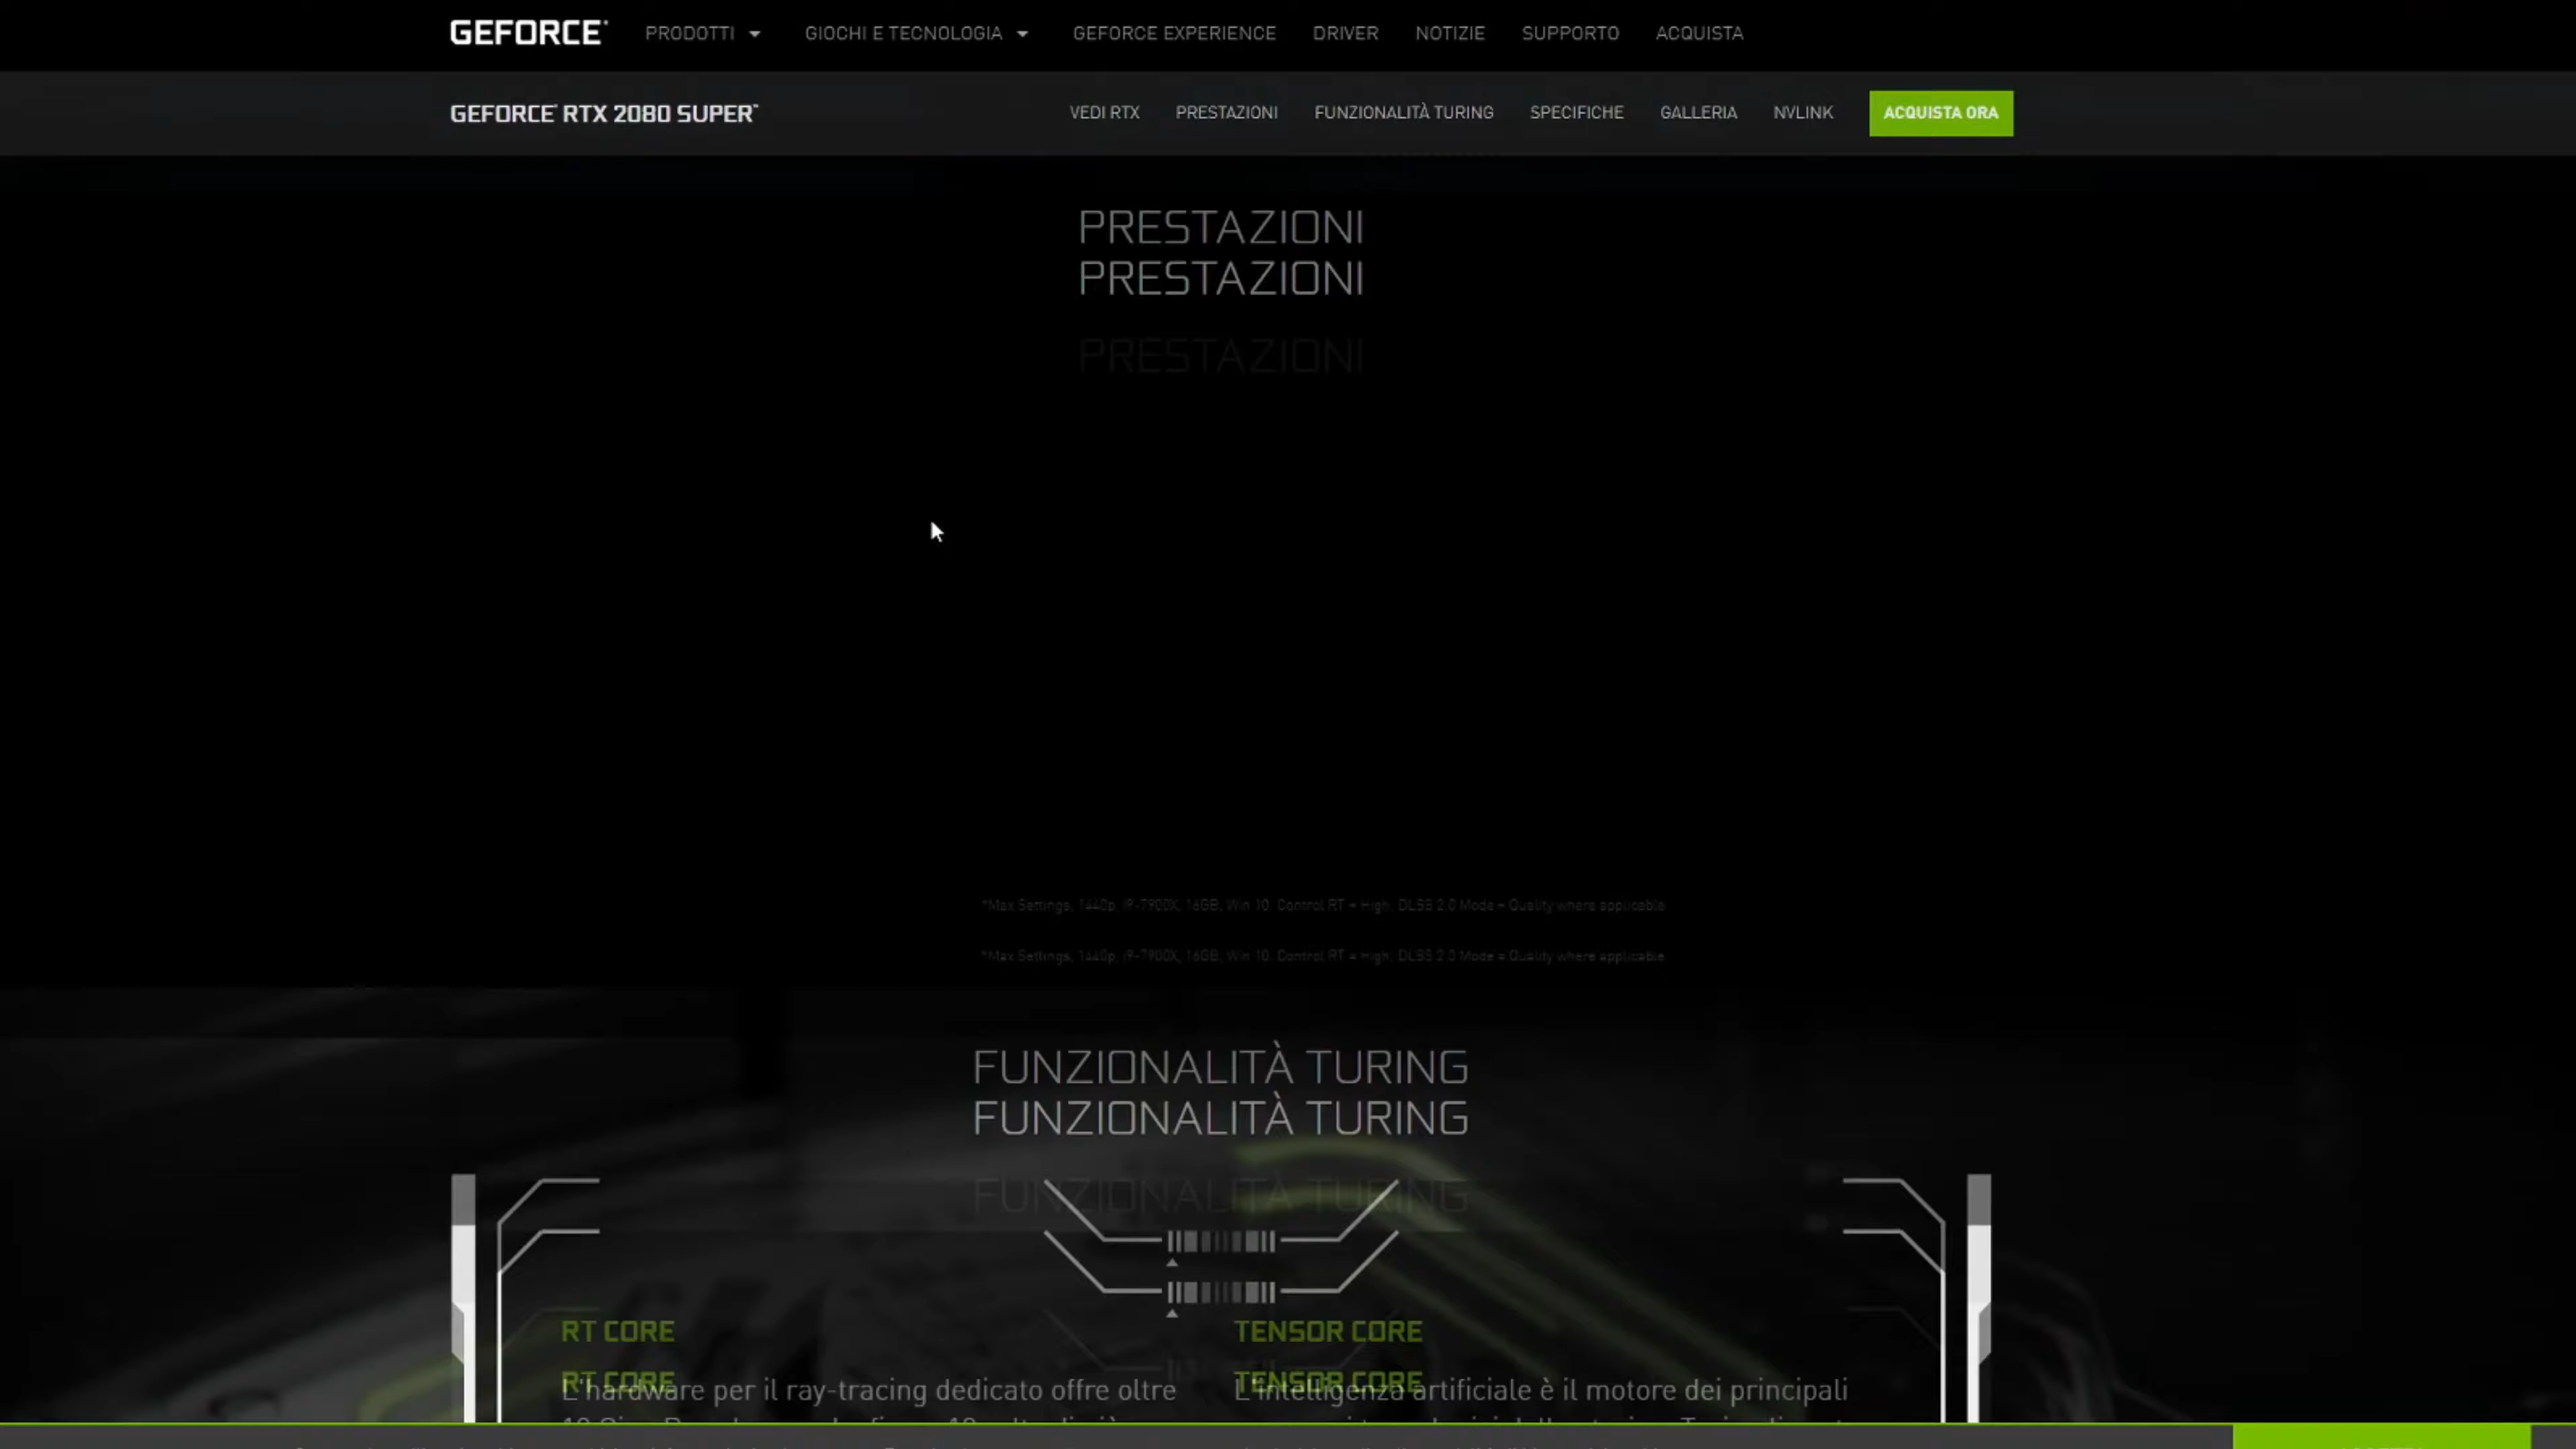 GEFORCE PRODOTTI GIOCHI E TECNOLOGIA GEFORCE EXPERIENCE DRIVER NOTIZIE SUPPORTO ACQUISTA
GEFORCE® RTX 2080 SUPER™ VEDI RTX PRESTAZIONI FUNZIONALITÀ TURING SPECIFICHE GALLERIA NVLINK ACQUISTA ORA
PRESTAZIONI
PRESTAZIONI
PRESTAZIONI
*Max Settings, 1440p, i9-7900X, 16GB, Win 10. Control RT = High, DLSS 2.0 Mode = Quality where applicable
*Max Settings, 1440p, i9-7900X, 16GB, Win 10. Control RT = High, DLSS 2.0 Mode = Quality where applicable
FUNZIONALITÀ TURING
FUNZIONALITÀ TURING
FUNZIONALITÀ TURING
RT CORE
RT CORE
L'hardware per il ray-tracing dedicato offre oltre
TENSOR CORE
TENSOR CORE
L'intelligenza artificiale è il motore dei principali